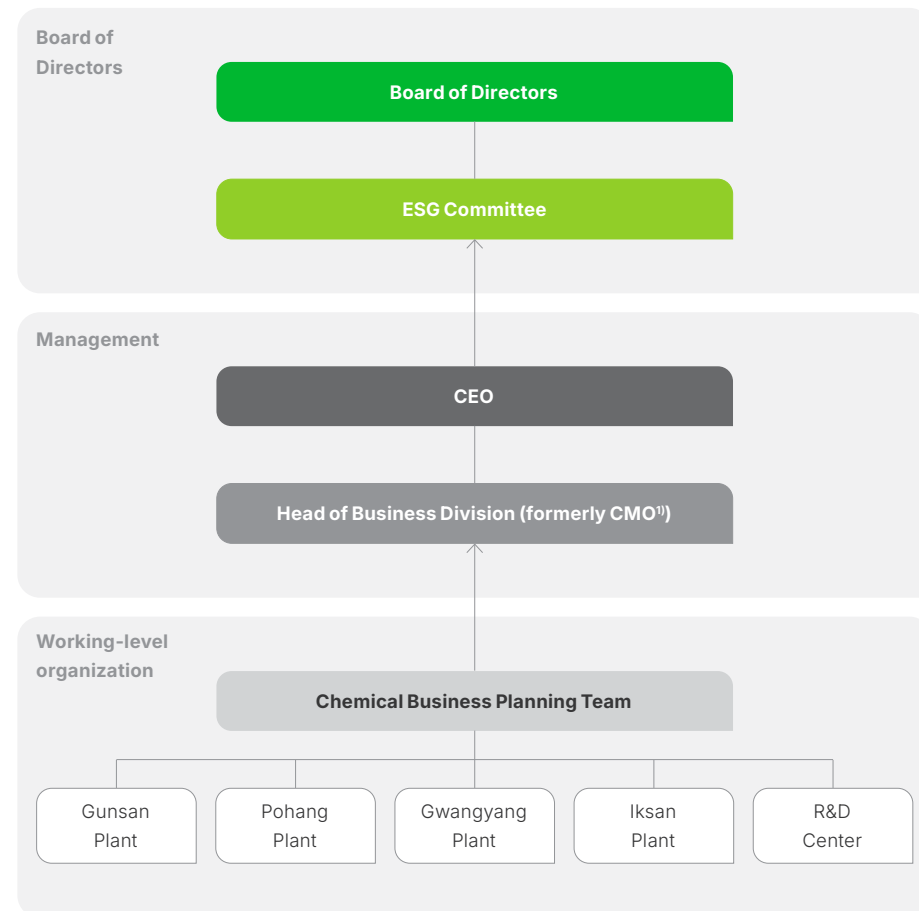 Board of
Directors
Board of Directors
ESG Committee
Management
CEO
Head of Business Division (formerly CMO¹⁾)
Working-level
organization
Chemical Business Planning Team
Gunsan
Plant
Pohang
Plant
Gwangyang
Plant
Iksan
Plant
R&D
Center